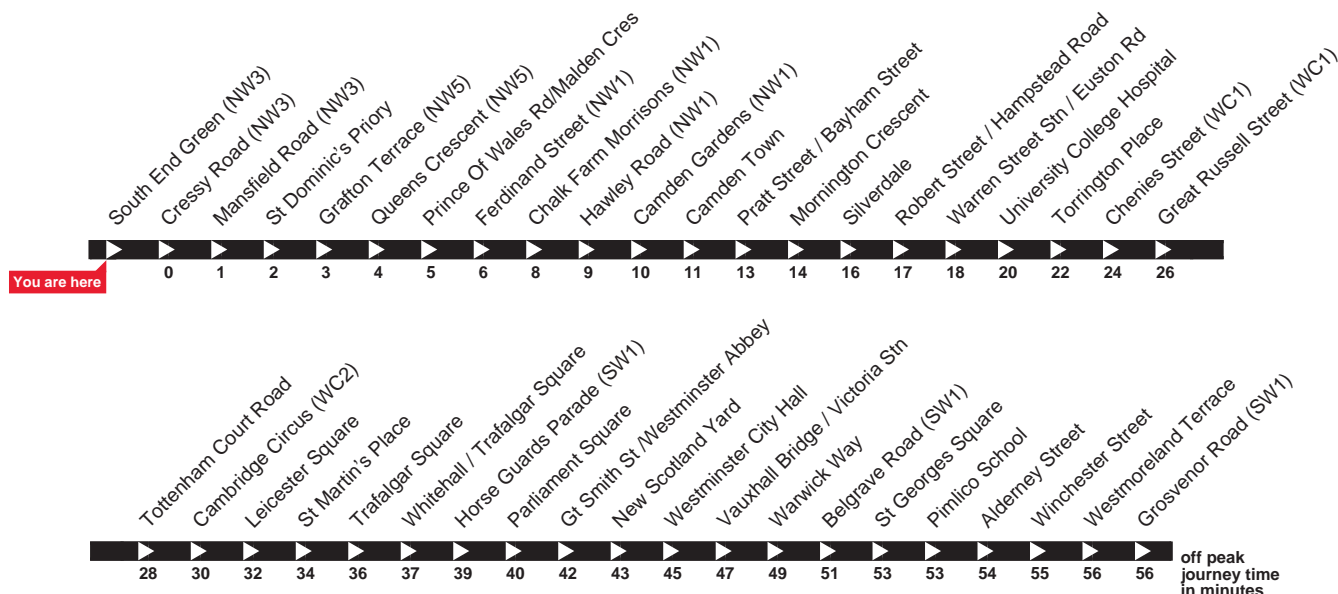 South End Green (NW3)
Cressy Road (NW3)
Mansfield Road (NW3)
St Dominic's Priory
Grafton Terrace (NW5)
Queens Crescent (NW5)
Prince Of Wales Rd/Malden Cres
Ferdinand Street (NW1)
Chalk Farm Morrisons (NW1)
Hawley Road (NW1)
Camden Gardens (NW1)
Camden Town
Pratt Street / Bayham Street
Mornington Crescent
Silverdale
Robert Street / Hampstead Road
Warren Street Stn / Euston Rd
University College Hospital
Torrington Place
Chenies Street (WC1)
Great Russell Street (WC1)
You are here
0 1 2 3 4 5 6 8 9 10 11 13 14 16 17 18 20 22 24 26
Tottenham Court Road
Cambridge Circus (WC2)
Leicester Square
St Martin's Place
Trafalgar Square
Whitehall / Trafalgar Square
Horse Guards Parade (SW1)
Parliament Square
Gt Smith St /Westminster Abbey
New Scotland Yard
Westminster City Hall
Vauxhall Bridge / Victoria Stn
Warwick Way
Belgrave Road (SW1)
St Georges Square
Pimlico School
Alderney Street
Winchester Street
Westmoreland Terrace
Grosvenor Road (SW1)
28 30 32 34 36 37 39 40 42 43 45 47 49 51 53 53 54 55 56 56
off peak
journey time
in minutes